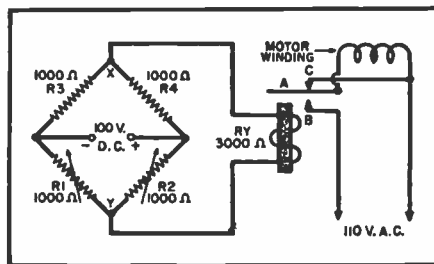 MOTOR
WINDING
1000 Ω
R3
X
1000 Ω
R4
A
C
B
100 V.
- D.C. +
RY
3000 Ω
R1
1000 Ω
Y
R2
1000 Ω
110 V. A.C.